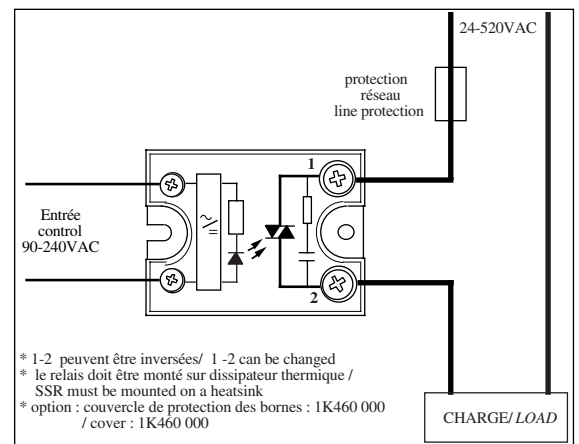 24-520VAC
protection
réseau
line protection
1
Entrée
control
90-240VAC
~/=
2
* 1-2 peuvent être inversées/ 1 -2 can be changed
* le relais doit être monté sur dissipateur thermique /
SSR must be mounted on a heatsink
* option : couvercle de protection des bornes : 1K460 000
/ cover : 1K460 000
CHARGE/LOAD